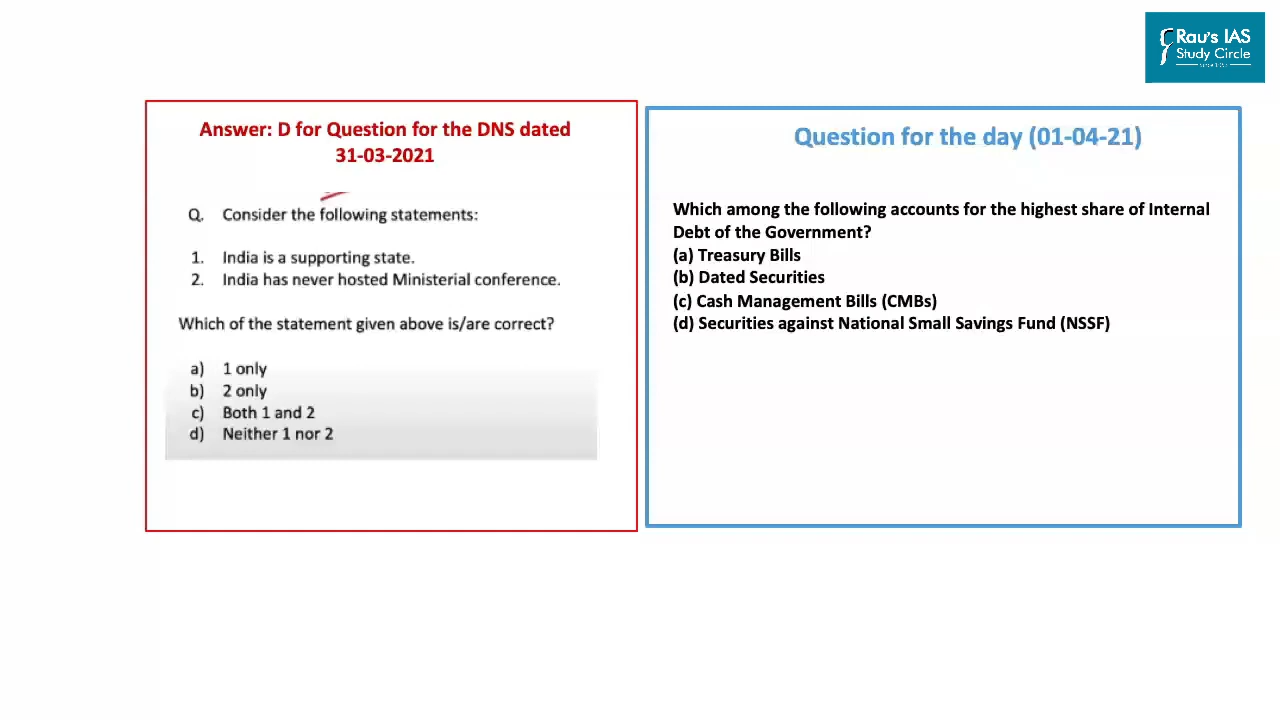 Rau's IAS
Study Circle
Answer: D for Question for the DNS dated
31-03-2021
Q. Consider the following statements:
1. India is a supporting state.
2. India has never hosted Ministerial conference.
Which of the statement given above is/are correct?
a) 1 only
b) 2 only
c) Both 1 and 2
d) Neither 1 nor 2
Question for the day (01-04-21)
Which among the following accounts for the highest share of Internal
Debt of the Government?
(a) Treasury Bills
(b) Dated Securities
(c) Cash Management Bills (CMBs)
(d) Securities against National Small Savings Fund (NSSF)